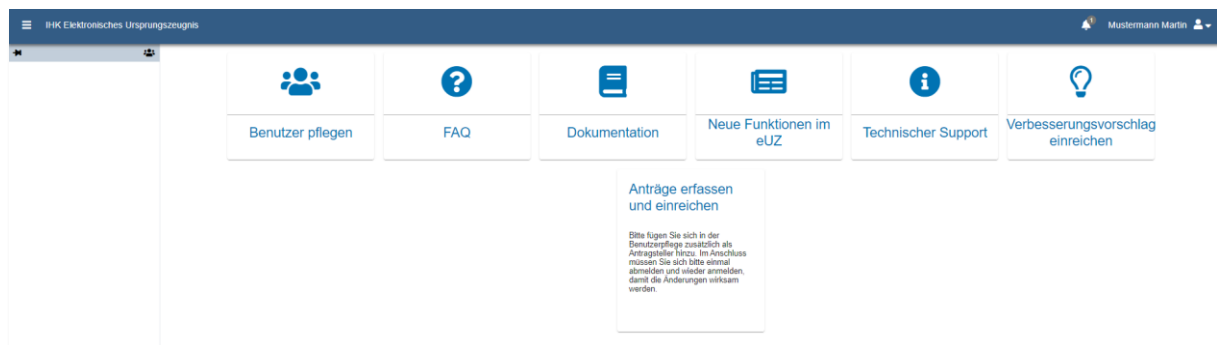 IHK Elektronisches Ursprungszeugnis
Mustermann Martin
Benutzer pflegen
FAQ
Dokumentation
Neue Funktionen im
eUZ
Technischer Support
Verbesserungsvorschlag
einreichen
Anträge erfassen
und einreichen
Bitte fügen Sie sich in der
Benutzerpflege zusätzlich als
Antragsteller hinzu. Im Anschluss
müssen Sie sich bitte einmal
abmelden und wieder anmelden,
damit die Änderungen wirksam
werden.